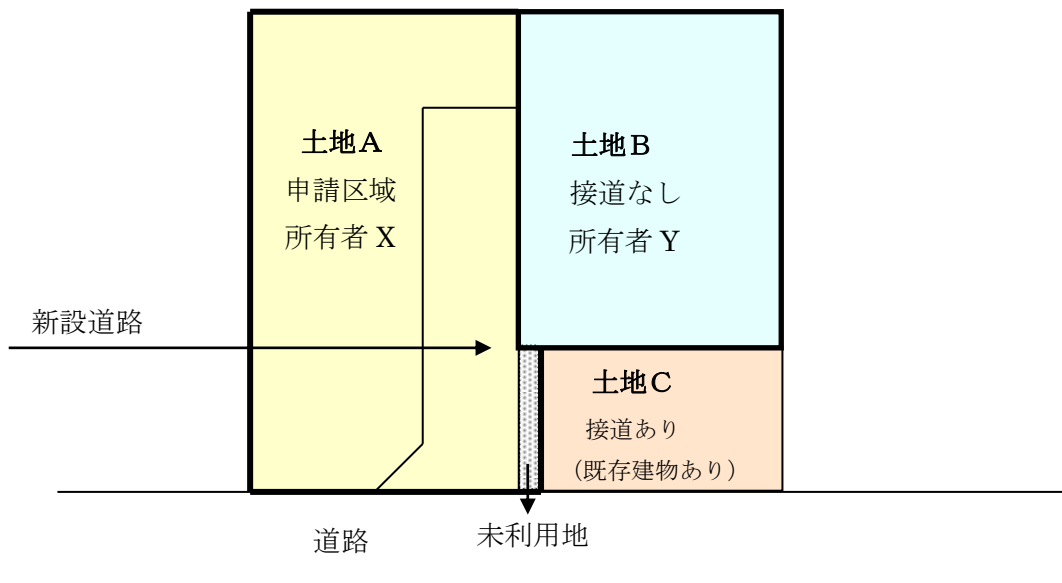 土地A
申請区域
所有者 X
土地B
接道なし
所有者 Y
新設道路
土地C
接道あり
（既存建物あり）
道路
未利用地